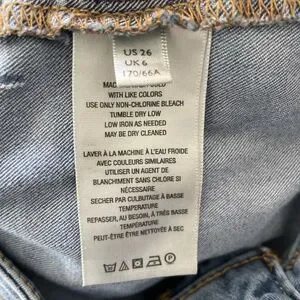 US 26
UK 6
170/66A
WITH LIKE COLORS
USE ONLY NON-CHLORINE BLEACH
TUMBLE DRY LOW
LOW IRON AS NEEDED
MAY BE DRY CLEANED
LAVER À LA MACHINE À L'EAU FROIDE
AVEC COULEURS SIMILAIRES
UTILISER UN AGENT DE
BLANCHIMENT SANS CHLORE SI
NÉCESSAIRE
SECHER PAR CULBUTAGE À BASSE
TEMPERATURE
REPASSER, AU BESOIN, À TRÈS BASSE
TEMPÉRATURE
PEUT-ÊTRE ÊTRE NETTOYÉE À SEC